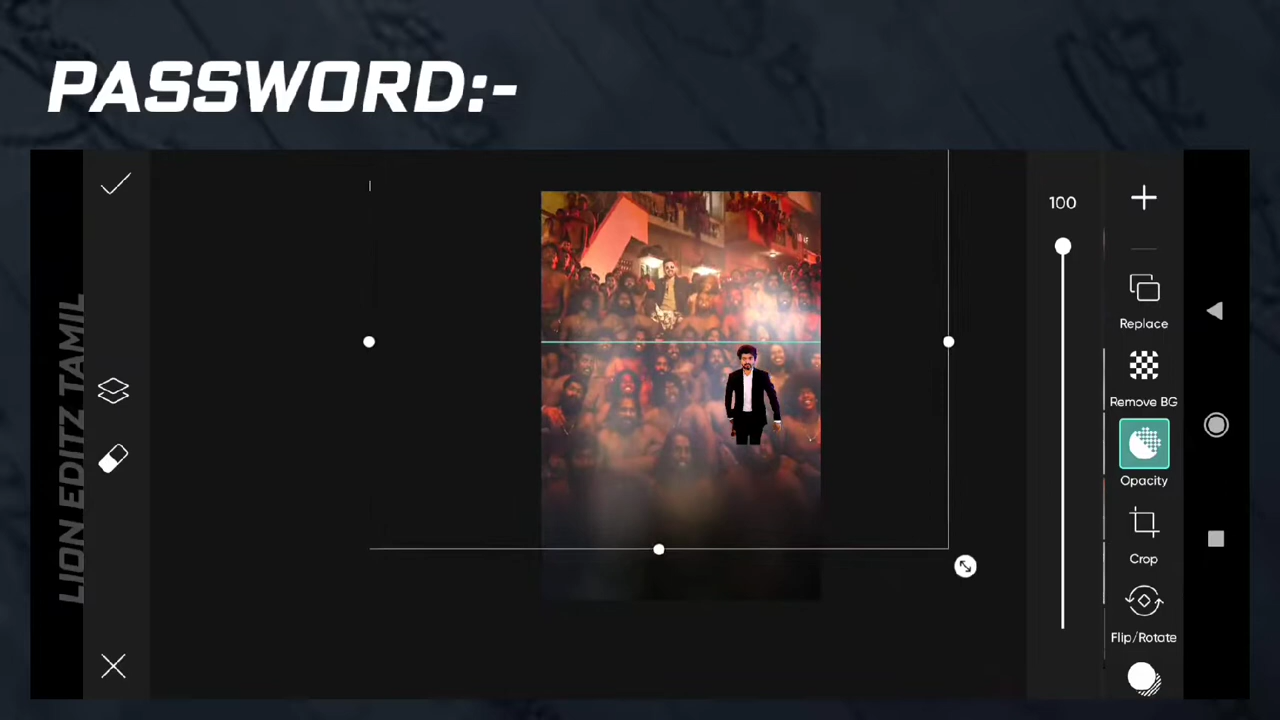 PASSWORD:-
LION EDITZ TAMIL
100
Replace
Remove BG
Opacity
Crop
Flip/Rotate